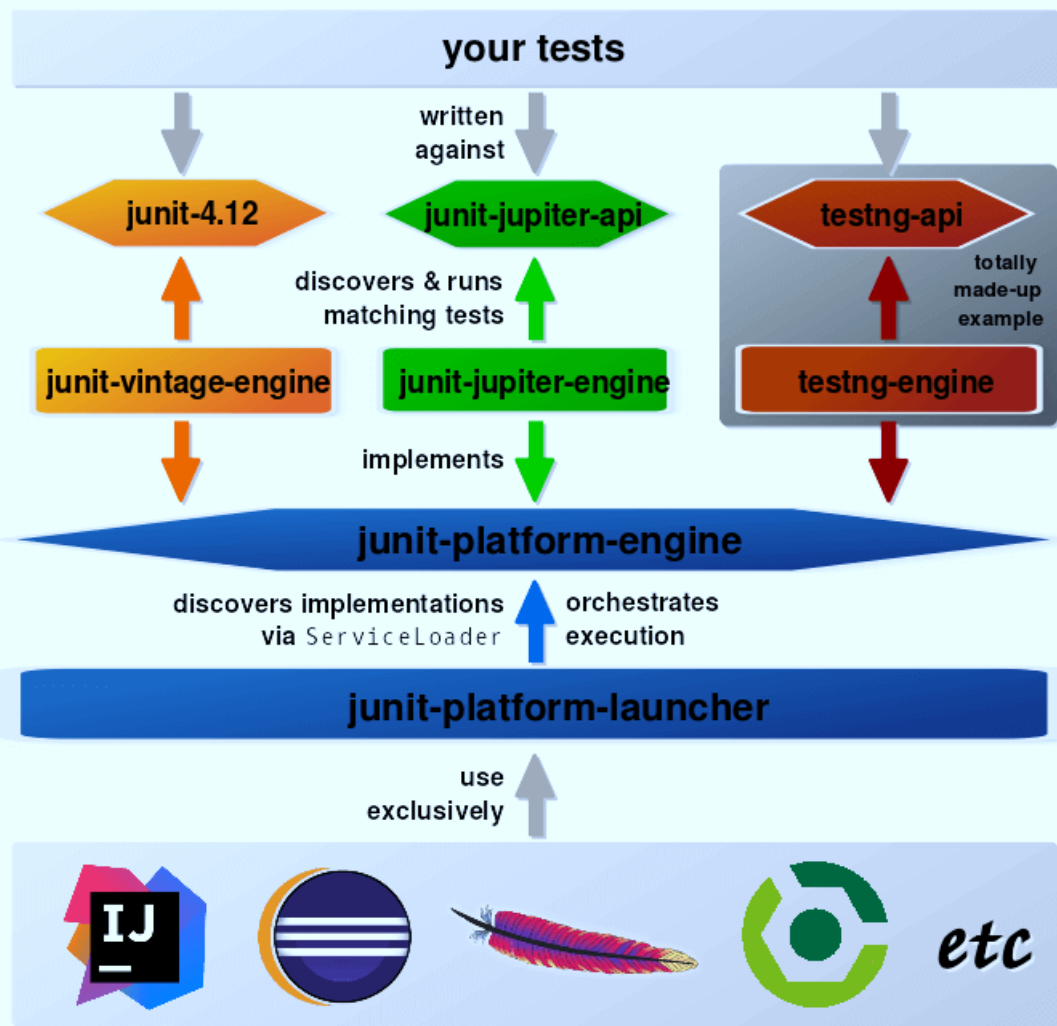 your tests
written
against
junit-4.12
junit-jupiter-api
testng-api
discovers & runs
matching tests
totally
made-up
example
junit-vintage-engine
junit-jupiter-engine
testng-engine
implements
junit-platform-engine
discovers implementations
via ServiceLoader
orchestrates
execution
junit-platform-launcher
use
exclusively
IJ
etc